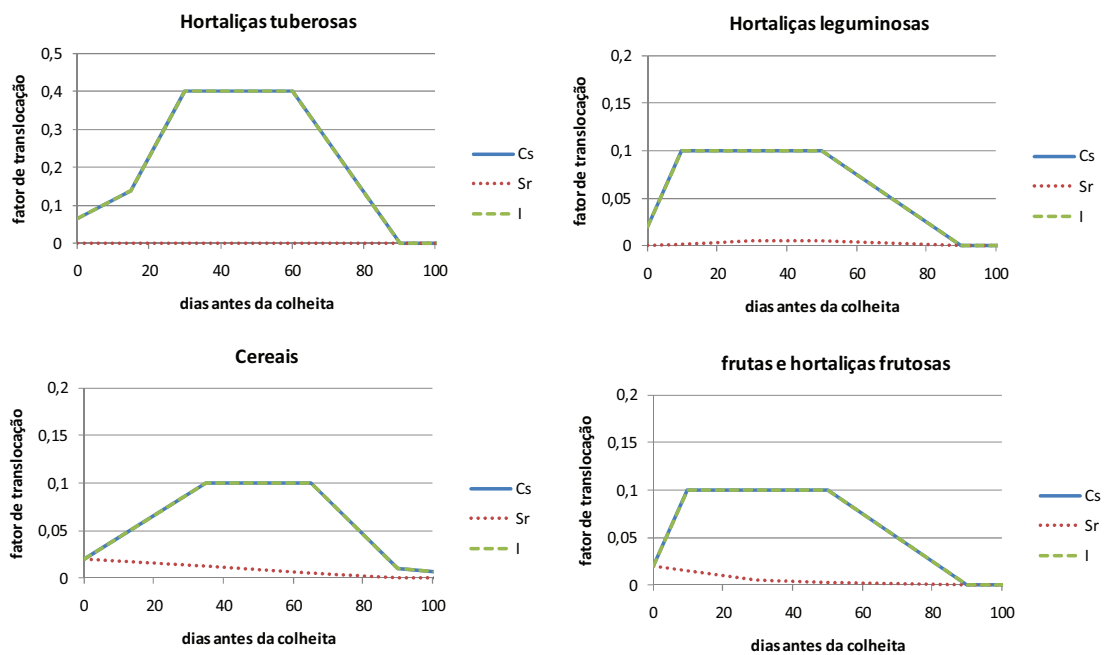 Hortaliças tuberosas
fator de translocação
0,5
0,4
0,3
0,2
0,1
0
0 20 40 60 80 100
dias antes da colheita
Cs
Sr
I
Hortaliças leguminosas
fator de translocação
0,2
0,15
0,1
0,05
0
0 20 40 60 80 100
dias antes da colheita
Cs
Sr
I
Cereais
fator de translocação
0,2
0,15
0,1
0,05
0
0 20 40 60 80 100
dias antes da colheita
Cs
Sr
I
frutas e hortaliças frutosas
fator de translocação
0,2
0,15
0,1
0,05
0
0 20 40 60 80 100
dias antes da colheita
Cs
Sr
I